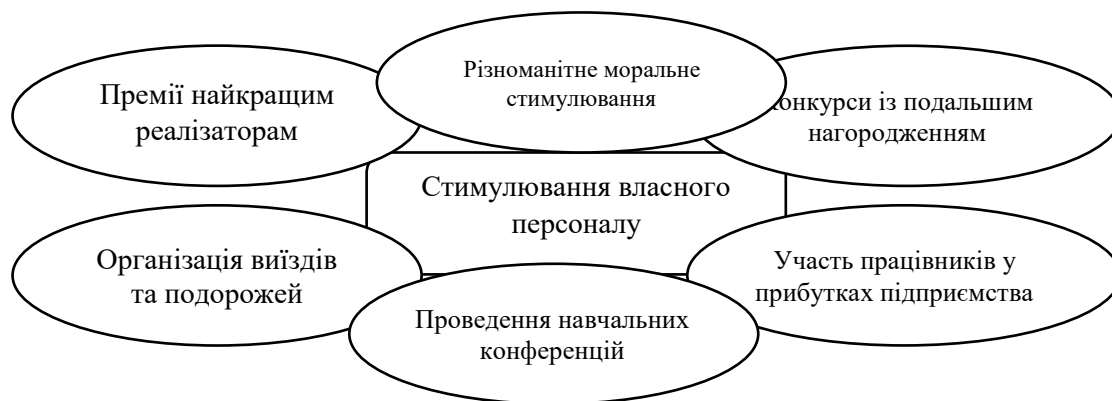 Премії найкращим
реалізаторам
Різноманітне моральне
стимулювання
Конкурси із подальшим
нагородженням
Стимулювання власного
персоналу
Організація виїздів
та подорожей
Проведення навчальних
конференцій
Участь працівників у
прибутках підприємства